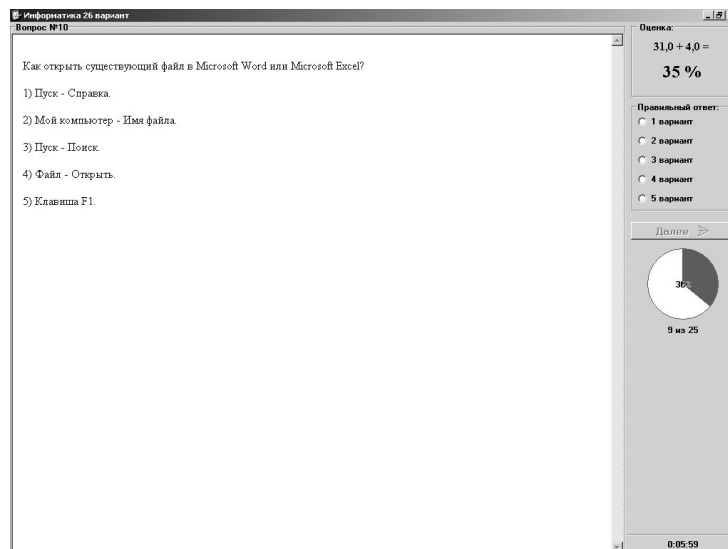 Информатика 26 вариант
Вопрос №10
Как открыть существующий файл в Microsoft Word или Microsoft Excel?
1) Пуск - Справка.
2) Мой компьютер - Имя файла.
3) Пуск - Поиск.
4) Файл - Открыть.
5) Клавиша F1.
Оценка:
31,0 + 4,0 =
35 %
Правильный ответ:
1 вариант
2 вариант
3 вариант
4 вариант
5 вариант
Далее
36%
9 из 25
0:05:59